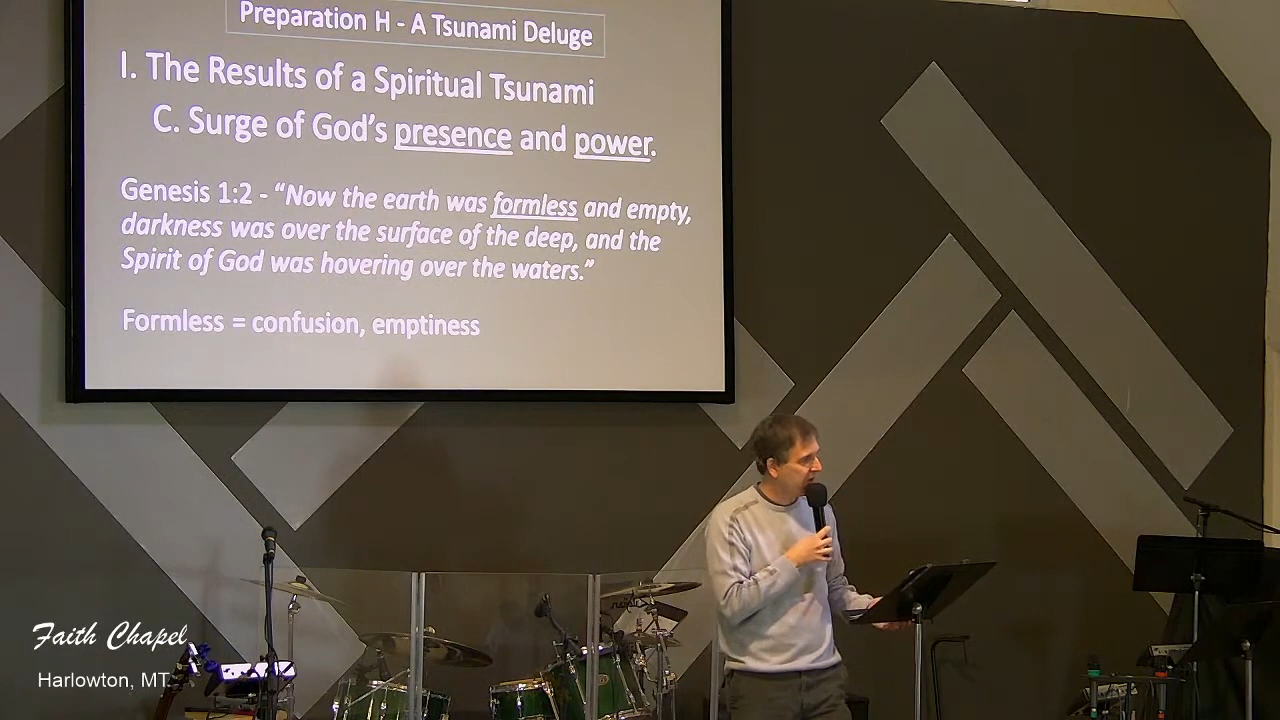 Preparation H - A Tsunami Deluge
I. The Results of a Spiritual Tsunami
C. Surge of God's presence and power.
Genesis 1:2 - “Now the earth was formless and empty,
darkness was over the surface of the deep, and the
Spirit of God was hovering over the waters.”
Formless = confusion, emptiness
Faith Chapel
Harlowton, MT.